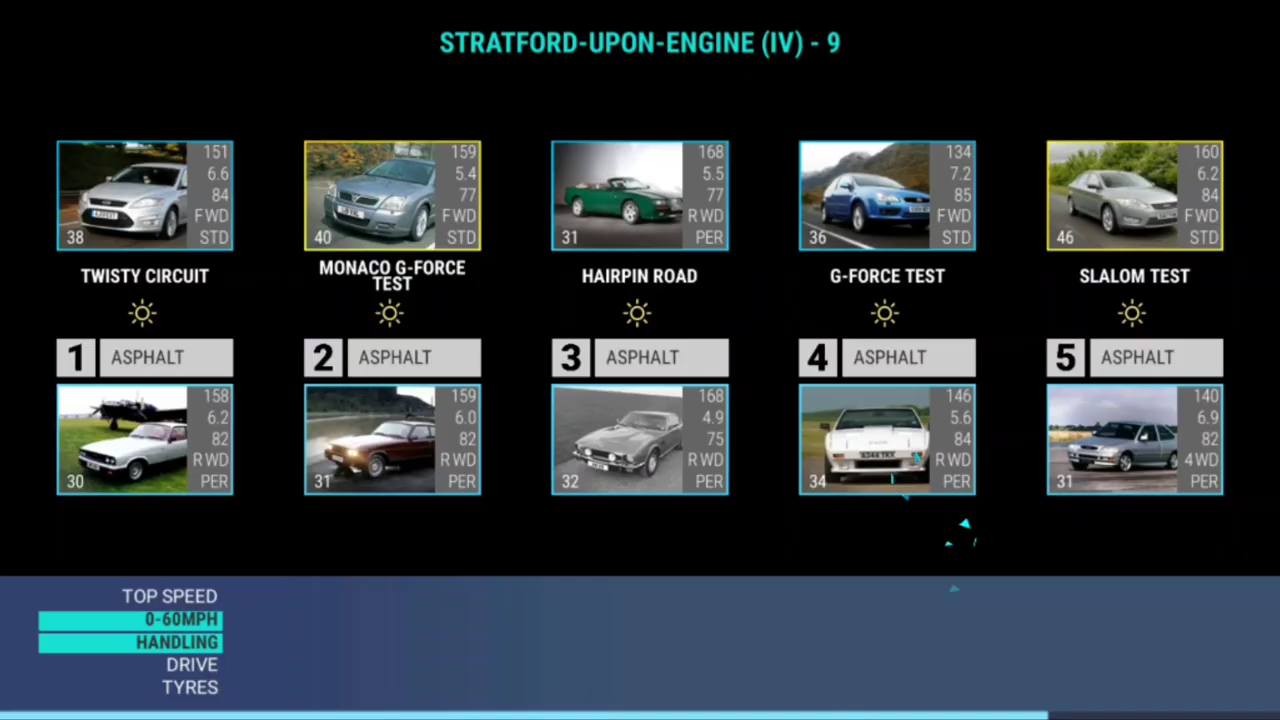 STRATFORD-UPON-ENGINE (IV) - 9
151
6.6
84
FWD
STD
38
159
5.4
77
FWD
STD
40
168
5.5
77
RWD
PER
31
134
7.2
85
FWD
STD
36
160
6.2
84
FWD
STD
46
TWISTY CIRCUIT
MONACO G-FORCE
TEST
HAIRPIN ROAD
G-FORCE TEST
SLALOM TEST
1 ASPHALT
2 ASPHALT
3 ASPHALT
4 ASPHALT
5 ASPHALT
158
6.2
82
RWD
PER
30
159
6.0
82
RWD
PER
31
168
4.9
75
RWD
PER
32
146
5.6
84
RWD
PER
34
140
6.9
82
4WD
PER
31
TOP SPEED
0-60MPH
HANDLING
DRIVE
TYRES